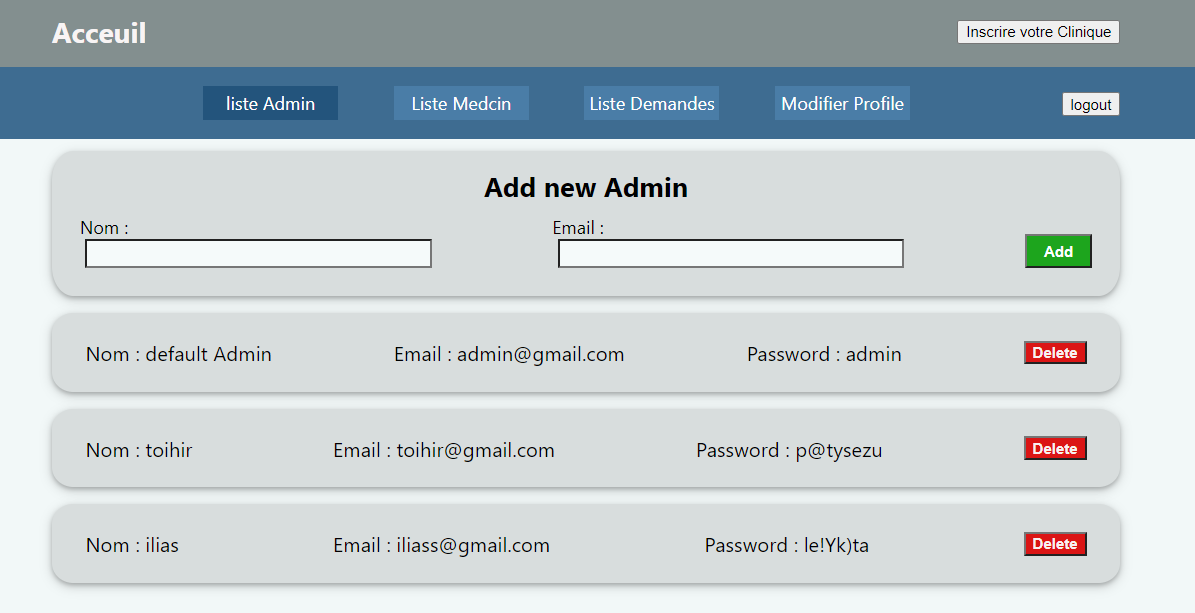 Acceuil Inscrire votre Clinique
liste Admin Liste Medcin Liste Demandes Modifier Profile logout
Add new Admin
Nom : Email :
Add
Nom : default Admin Email : admin@gmail.com Password : admin Delete
Nom : toihir Email : toihir@gmail.com Password : p@tysezu Delete
Nom : ilias Email : iliass@gmail.com Password : le!Yk)ta Delete